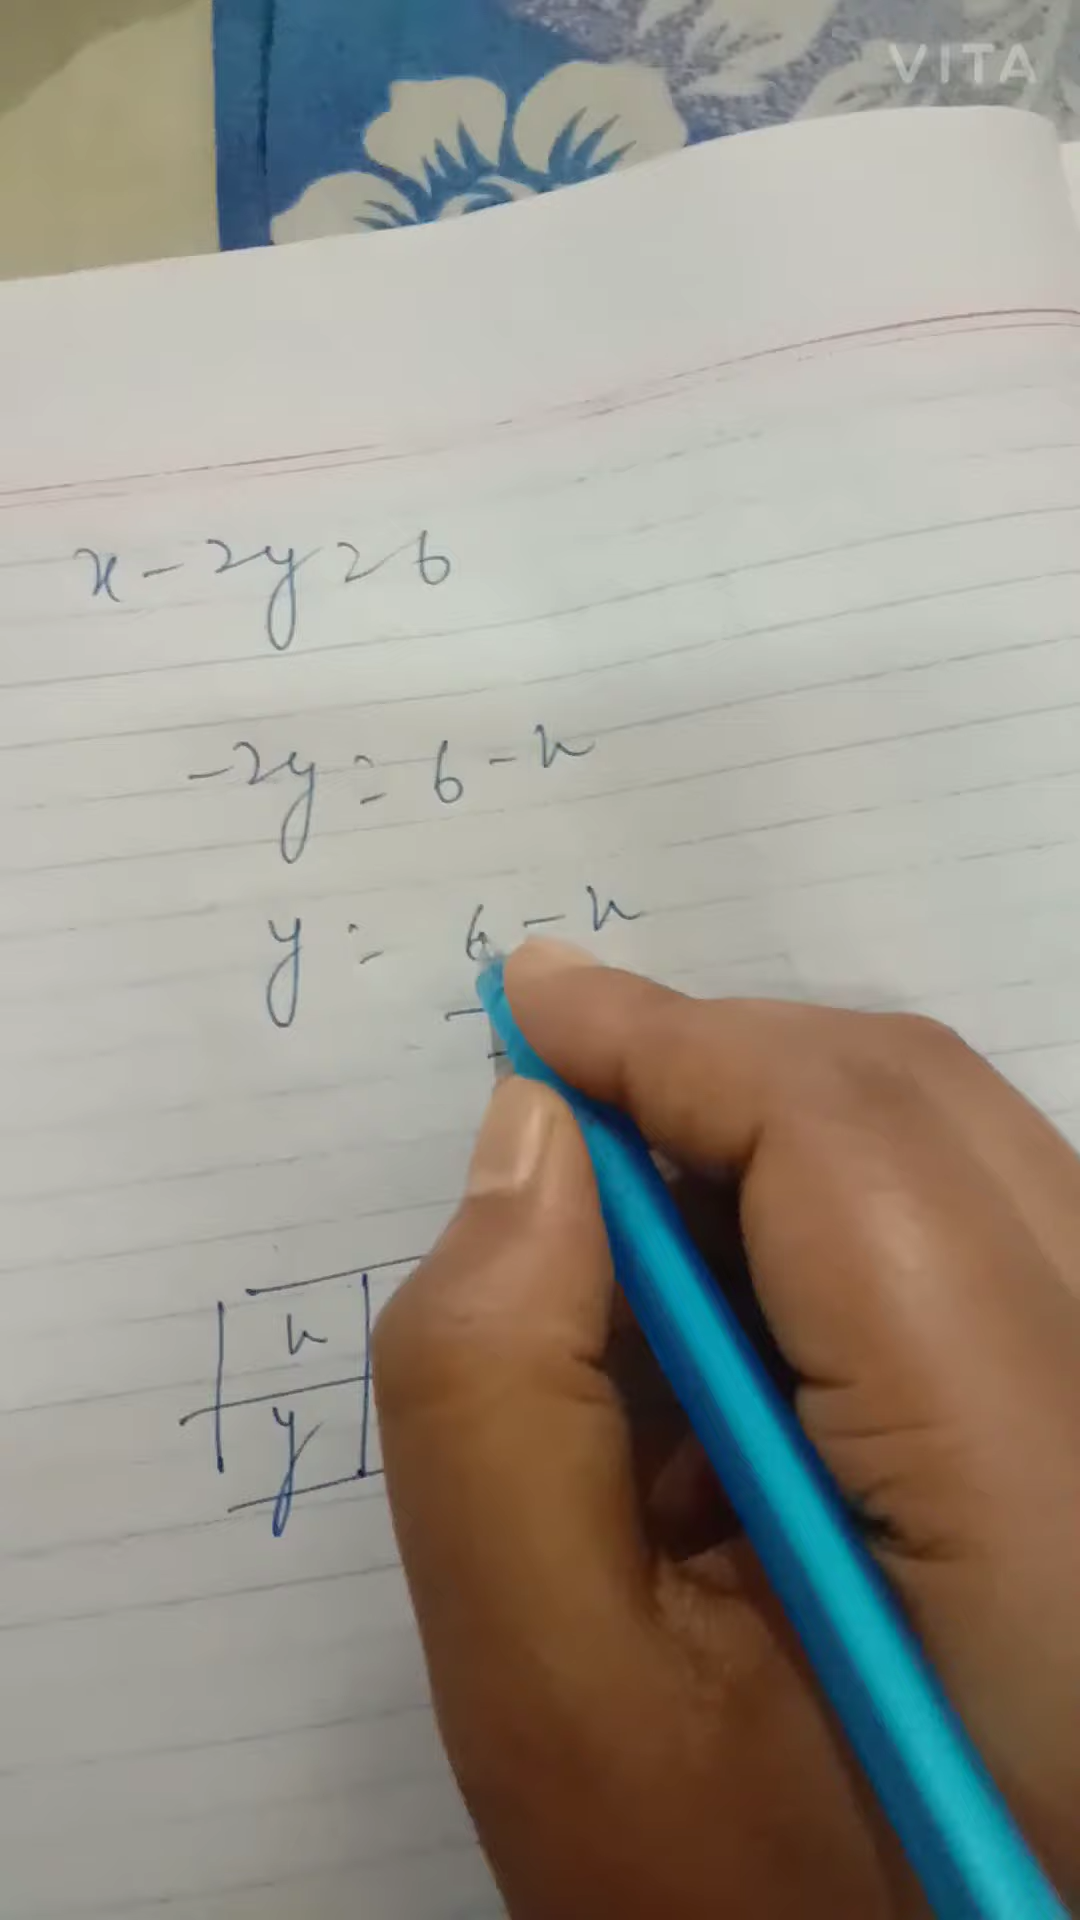 VITA
x - 2y = 6
-2y = 6 - x
y = 6 - x
-
x
y